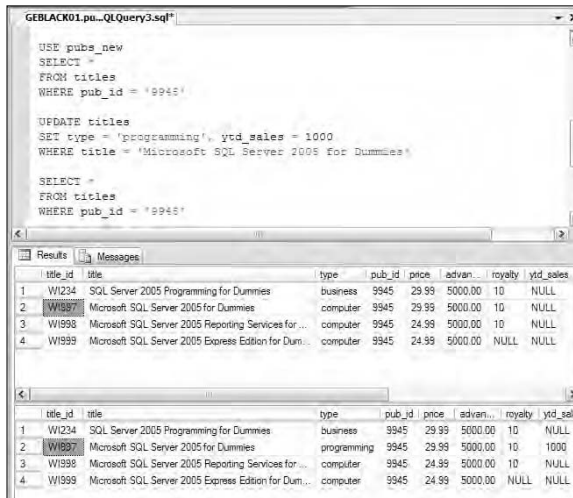 GEBLACK01.pu...QLQuery3.sql*
USE pubs_new
SELECT *
FROM titles
WHERE pub_id = '9945'
UPDATE titles
SET type = 'programming', ytd_sales = 1000
WHERE title = 'Microsoft SQL Server 2005 for Dummies'
SELECT *
FROM titles
WHERE pub_id = '9945'
Results Messages
title_id title type pub_id price advan... royalty ytd_sales
1 WI234 SQL Server 2005 Programming for Dummies business 9945 29.99 5000.00 10 NULL
2 WI997 Microsoft SQL Server 2005 for Dummies computer 9945 29.99 5000.00 10 NULL
3 WI998 Microsoft SQL Server 2005 Reporting Services for ... computer 9945 24.99 5000.00 10 NULL
4 WI999 Microsoft SQL Server 2005 Express Edition for Dum... computer 9945 24.99 5000.00 NULL NULL
title_id title type pub_id price advan... royalty ytd_sal
1 WI234 SQL Server 2005 Programming for Dummies business 9945 29.99 5000.00 10 NULL
2 WI997 Microsoft SQL Server 2005 for Dummies programming 9945 29.99 5000.00 10 1000
3 WI998 Microsoft SQL Server 2005 Reporting Services for ... computer 9945 24.99 5000.00 10 NULL
4 WI999 Microsoft SQL Server 2005 Express Edition for Dum... computer 9945 24.99 5000.00 NULL NULL